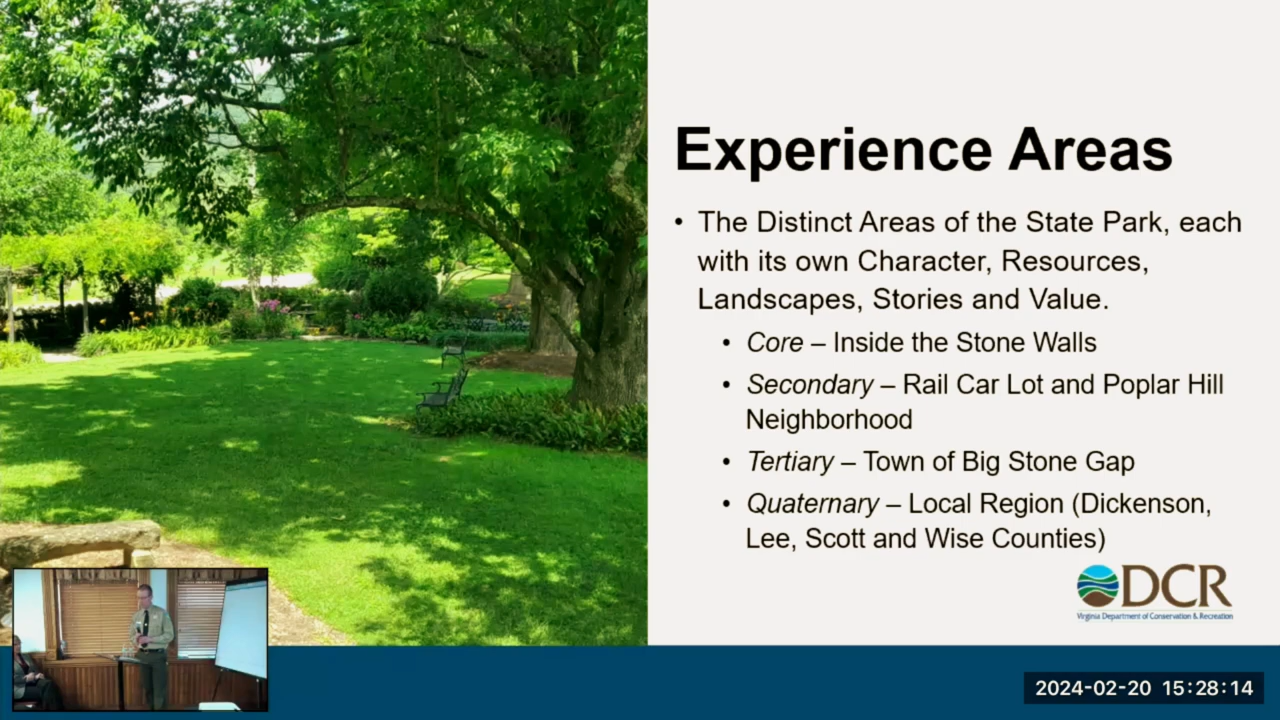 Experience Areas
• The Distinct Areas of the State Park, each
with its own Character, Resources,
Landscapes, Stories and Value.
• Core – Inside the Stone Walls
• Secondary – Rail Car Lot and Poplar Hill
Neighborhood
• Tertiary – Town of Big Stone Gap
• Quaternary – Local Region (Dickenson,
Lee, Scott and Wise Counties)
DCR
Virginia Department of Conservation & Recreation
2024-02-20 15:28:14